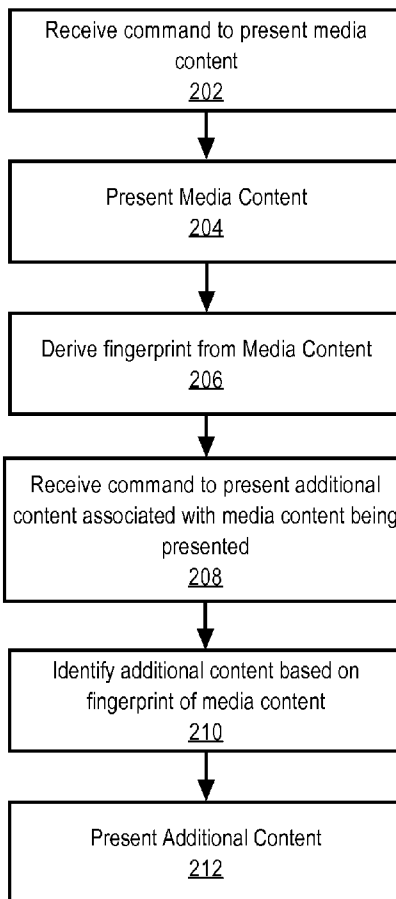 Receive command to present media
content
202
Present Media Content
204
Derive fingerprint from Media Content
206
Receive command to present additional
content associated with media content being
presented
208
Identify additional content based on
fingerprint of media content
210
Present Additional Content
212